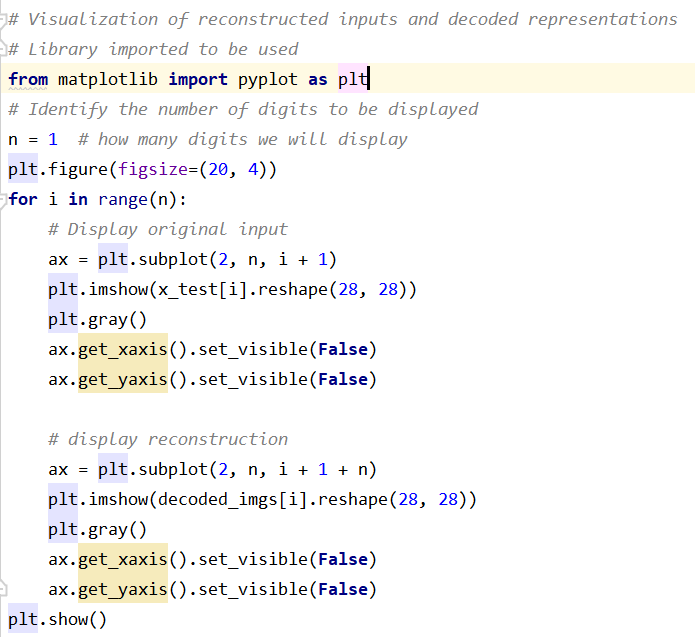 # Visualization of reconstructed inputs and decoded representations
# Library imported to be used
from matplotlib import pyplot as plt
# Identify the number of digits to be displayed
n = 1  # how many digits we will display
plt.figure(figsize=(20, 4))
for i in range(n):
    # Display original input
    ax = plt.subplot(2, n, i + 1)
    plt.imshow(x_test[i].reshape(28, 28))
    plt.gray()
    ax.get_xaxis().set_visible(False)
    ax.get_yaxis().set_visible(False)

    # display reconstruction
    ax = plt.subplot(2, n, i + 1 + n)
    plt.imshow(decoded_imgs[i].reshape(28, 28))
    plt.gray()
    ax.get_xaxis().set_visible(False)
    ax.get_yaxis().set_visible(False)
plt.show()